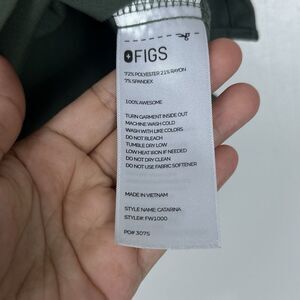 FIGS
72% POLYESTER 21% RAYON
7% SPANDEX
100% AWESOME
TURN GARMENT INSIDE OUT
MACHINE WASH COLD
WASH WITH LIKE COLORS
DO NOT BLEACH
TUMBLE DRY LOW
LOW HEAT IRON IF NEEDED
DO NOT DRY CLEAN
DO NOT USE FABRIC SOFTENER
MADE IN VIETNAM
STYLE NAME: CATARINA
STYLE#: FW1000
PO# 3075